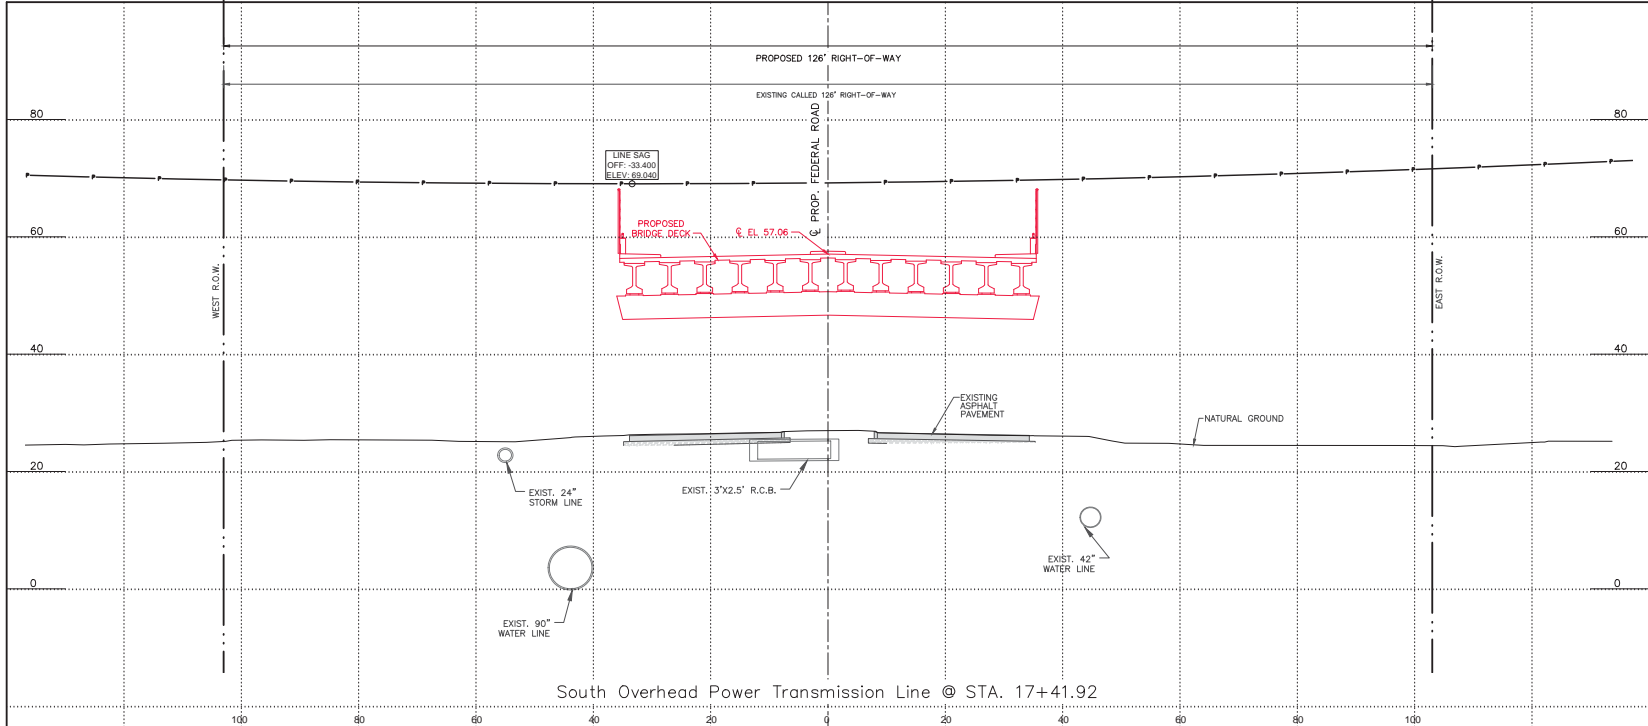 PROPOSED 126' RIGHT-OF-WAY
EXISTING CALLED 126' RIGHT-OF-WAY
80
80
LINE SAG
OFF: -33.400
ELEV: 69.040
℄ PROP. FEDERAL ROAD
P P P P P P P P P P P P P P P P P P P P P P P P
PROPOSED
BRIDGE DECK
℄ EL 57.06
60
60
WEST R.O.W.
EAST R.O.W.
40
40
EXISTING
ASPHALT
PAVEMENT
NATURAL GROUND
20
20
EXIST. 24"
STORM LINE
EXIST. 3'X2.5' R.C.B.
EXIST. 42"
WATER LINE
0
0
EXIST. 90"
WATER LINE
South Overhead Power Transmission Line @ STA. 17+41.92
100 80 60 40 20 0 20 40 60 80 100